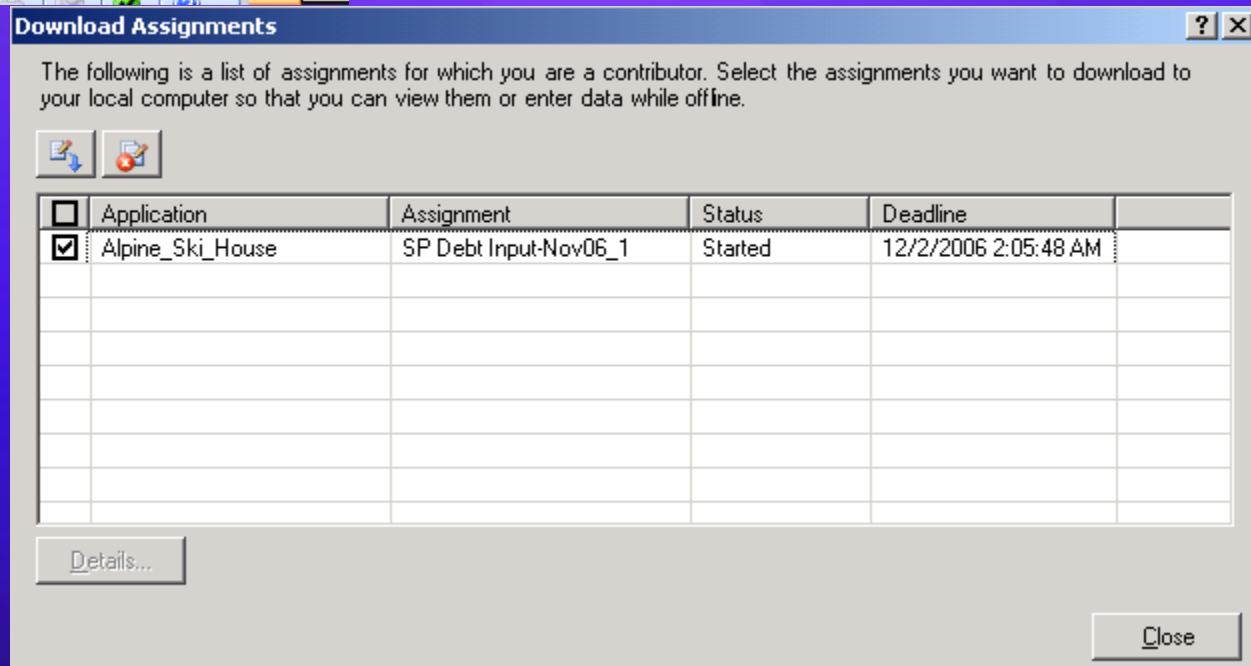 Download Assignments
The following is a list of assignments for which you are a contributor. Select the assignments you want to download to
your local computer so that you can view them or enter data while offline.
Application Assignment Status Deadline
Alpine_Ski_House SP Debt Input-Nov06_1 Started 12/2/2006 2:05:48 AM
Details...
Close